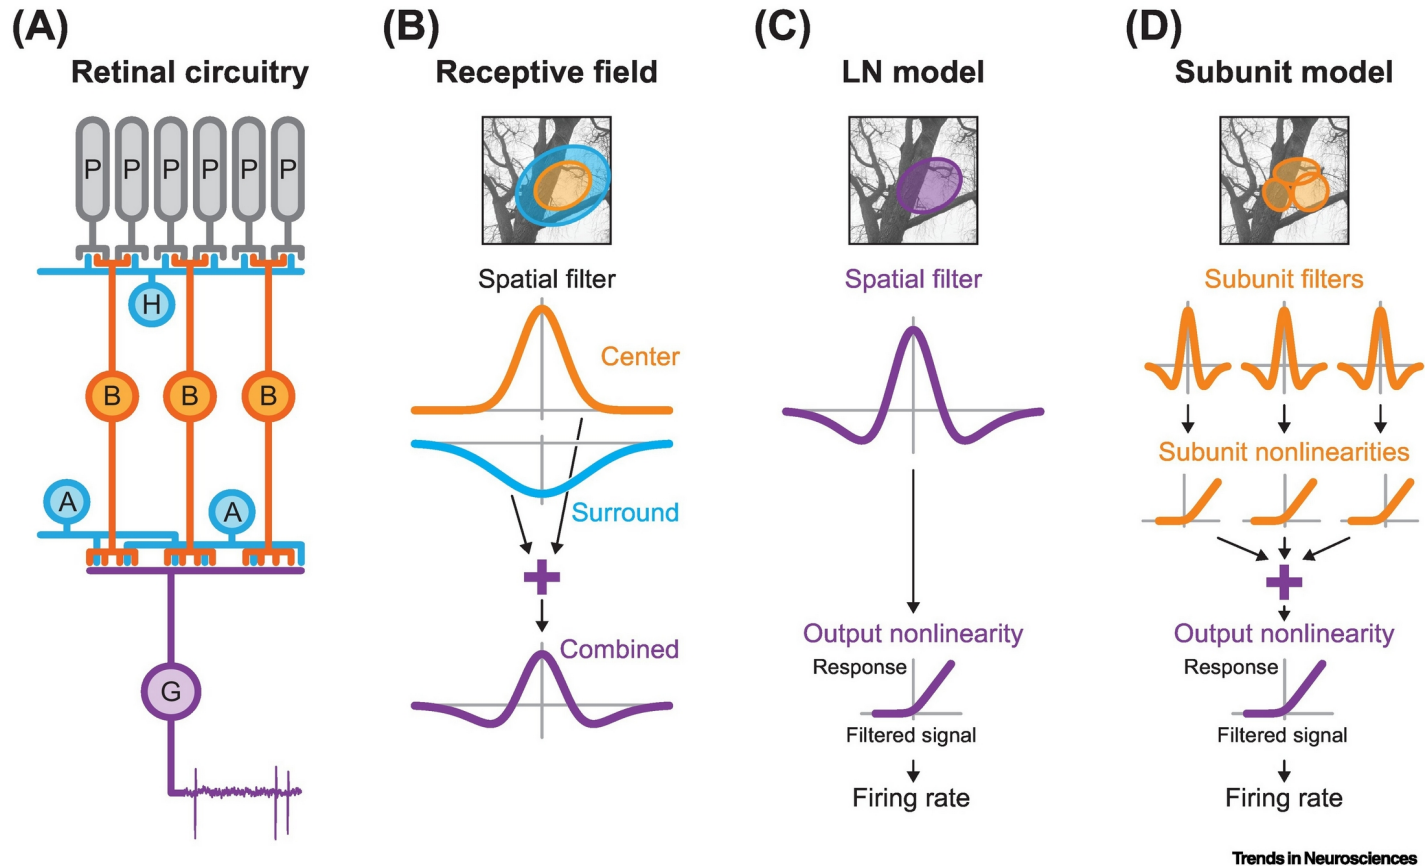 (A)
Retinal circuitry
P P P P P P
H
B B B
A
A
G
(B)
Receptive field
Spatial filter
Center
Surround
Combined
(C)
LN model
Spatial filter
Output nonlinearity
Response
Filtered signal
Firing rate
(D)
Subunit model
Subunit filters
Subunit nonlinearities
Output nonlinearity
Response
Filtered signal
Firing rate
Trends in Neurosciences